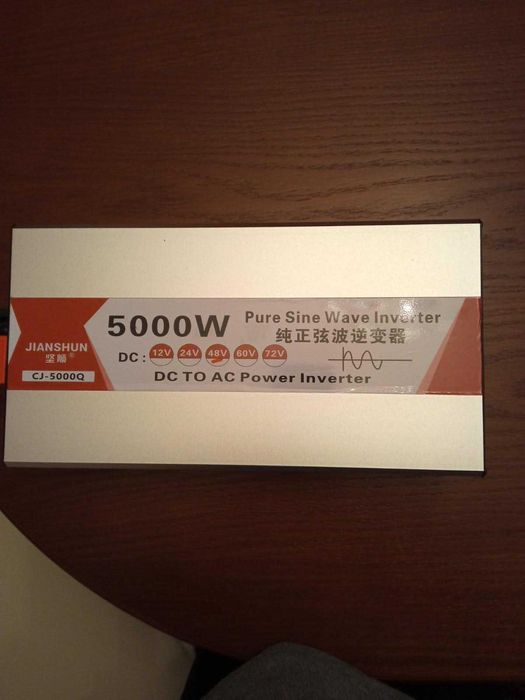 JIANSHUN®
坚顺
CJ-5000Q
5000W
Pure Sine Wave Inverter
纯正弦波逆变器
DC: 12V 24V 48V 60V 72V
DC TO AC Power Inverter